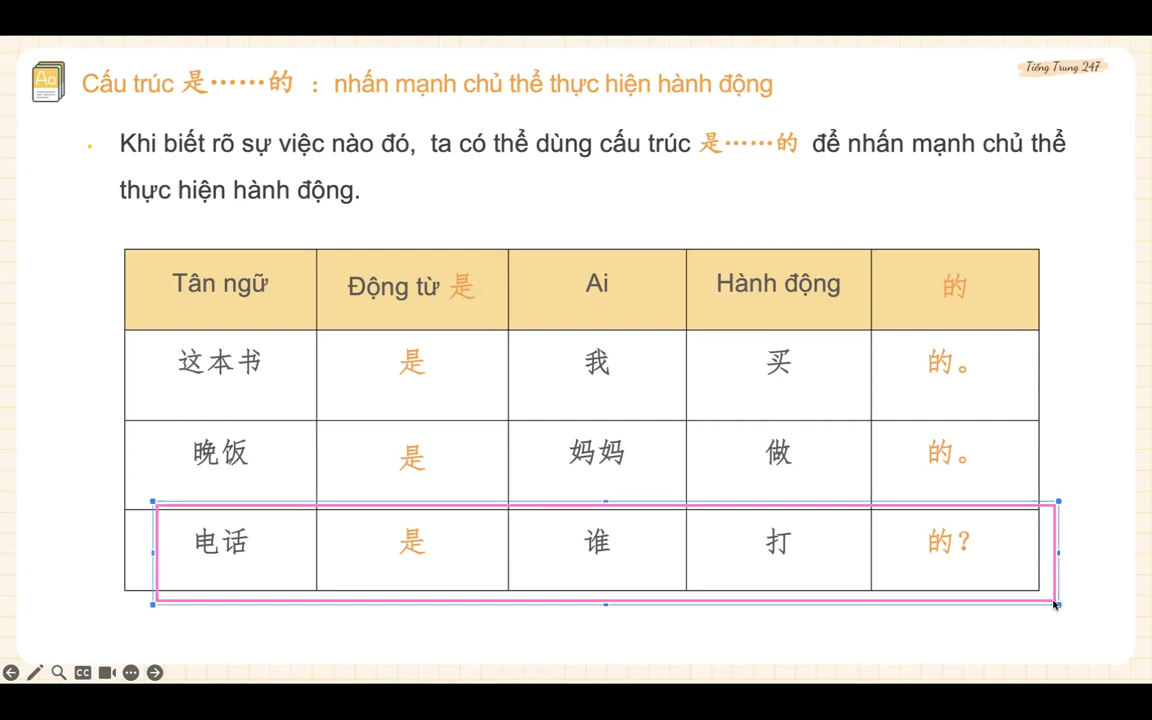 Aa
Cấu trúc 是……的 : nhấn mạnh chủ thể thực hiện hành động
Tiếng Trung 247
Khi biết rõ sự việc nào đó, ta có thể dùng cấu trúc 是……的 để nhấn mạnh chủ thể
thực hiện hành động.
Tân ngữ Động từ 是 Ai Hành động 的
这本书 是 我 买 的。
晚饭 是 妈妈 做 的。
电话 是 谁 打 的?
CC